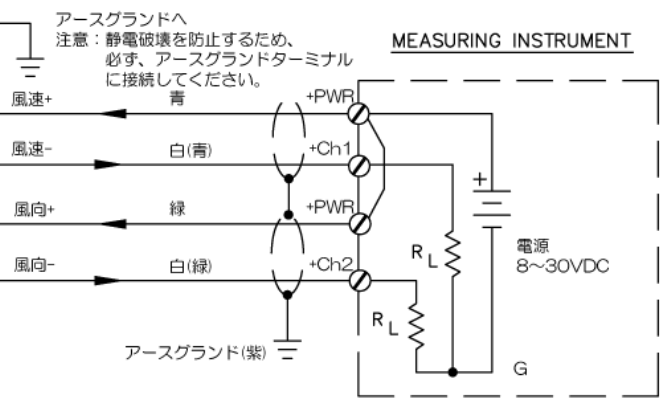 アースグランドへ
注意：静電破壊を防止するため、
必ず、アースグランドターミナル
に接続してください。
MEASURING INSTRUMENT
風速+
青
+PWR
風速-
白(青)
+Ch1
風向+
緑
+PWR
風向-
白(緑)
+Ch2
+
電源
8～30VDC
RL
RL
アースグランド(紫)
G